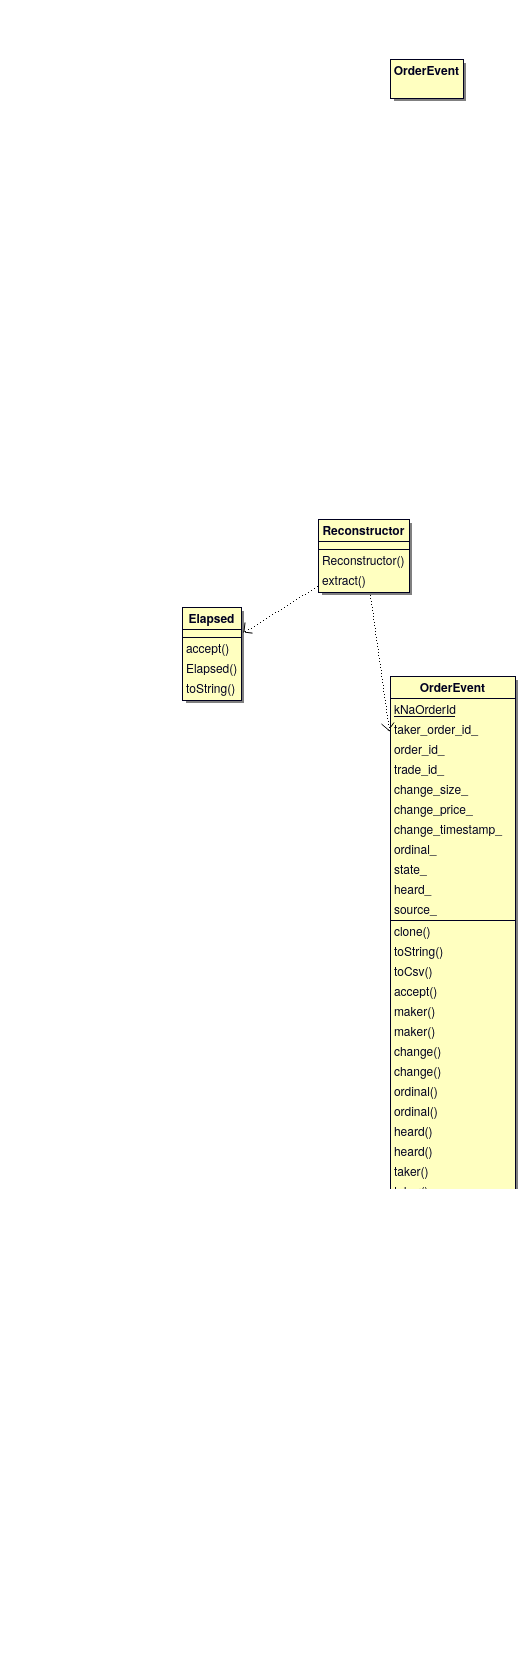 OrderEvent
Reconstructor
Reconstructor()
extract()
Elapsed
accept()
Elapsed()
toString()
OrderEvent
kNaOrderId
taker_order_id_
order_id_
trade_id_
change_size_
change_price_
change_timestamp_
ordinal_
state_
heard_
source_
clone()
toString()
toCsv()
accept()
maker()
maker()
change()
change()
ordinal()
ordinal()
heard()
heard()
taker()